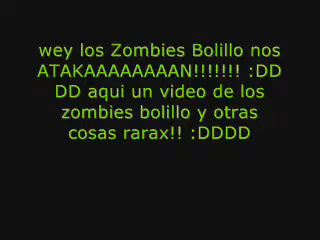 wey los Zombies Bolillo nos
ATAKAAAAAAAAN!!!!!!! :DD
DD aqui un video de los
zombies bolillo y otras
cosas rarax!! :DDDD